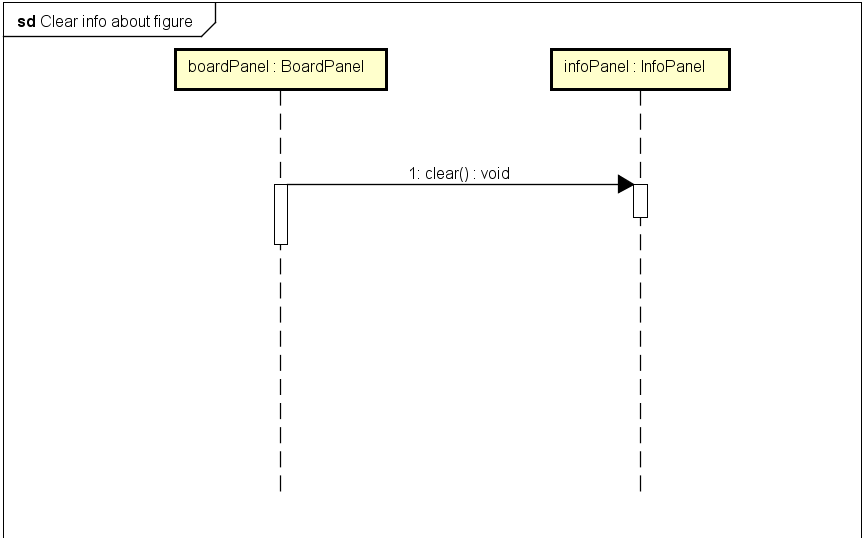 sd Clear info about figure
boardPanel : BoardPanel
infoPanel : InfoPanel
1: clear() : void